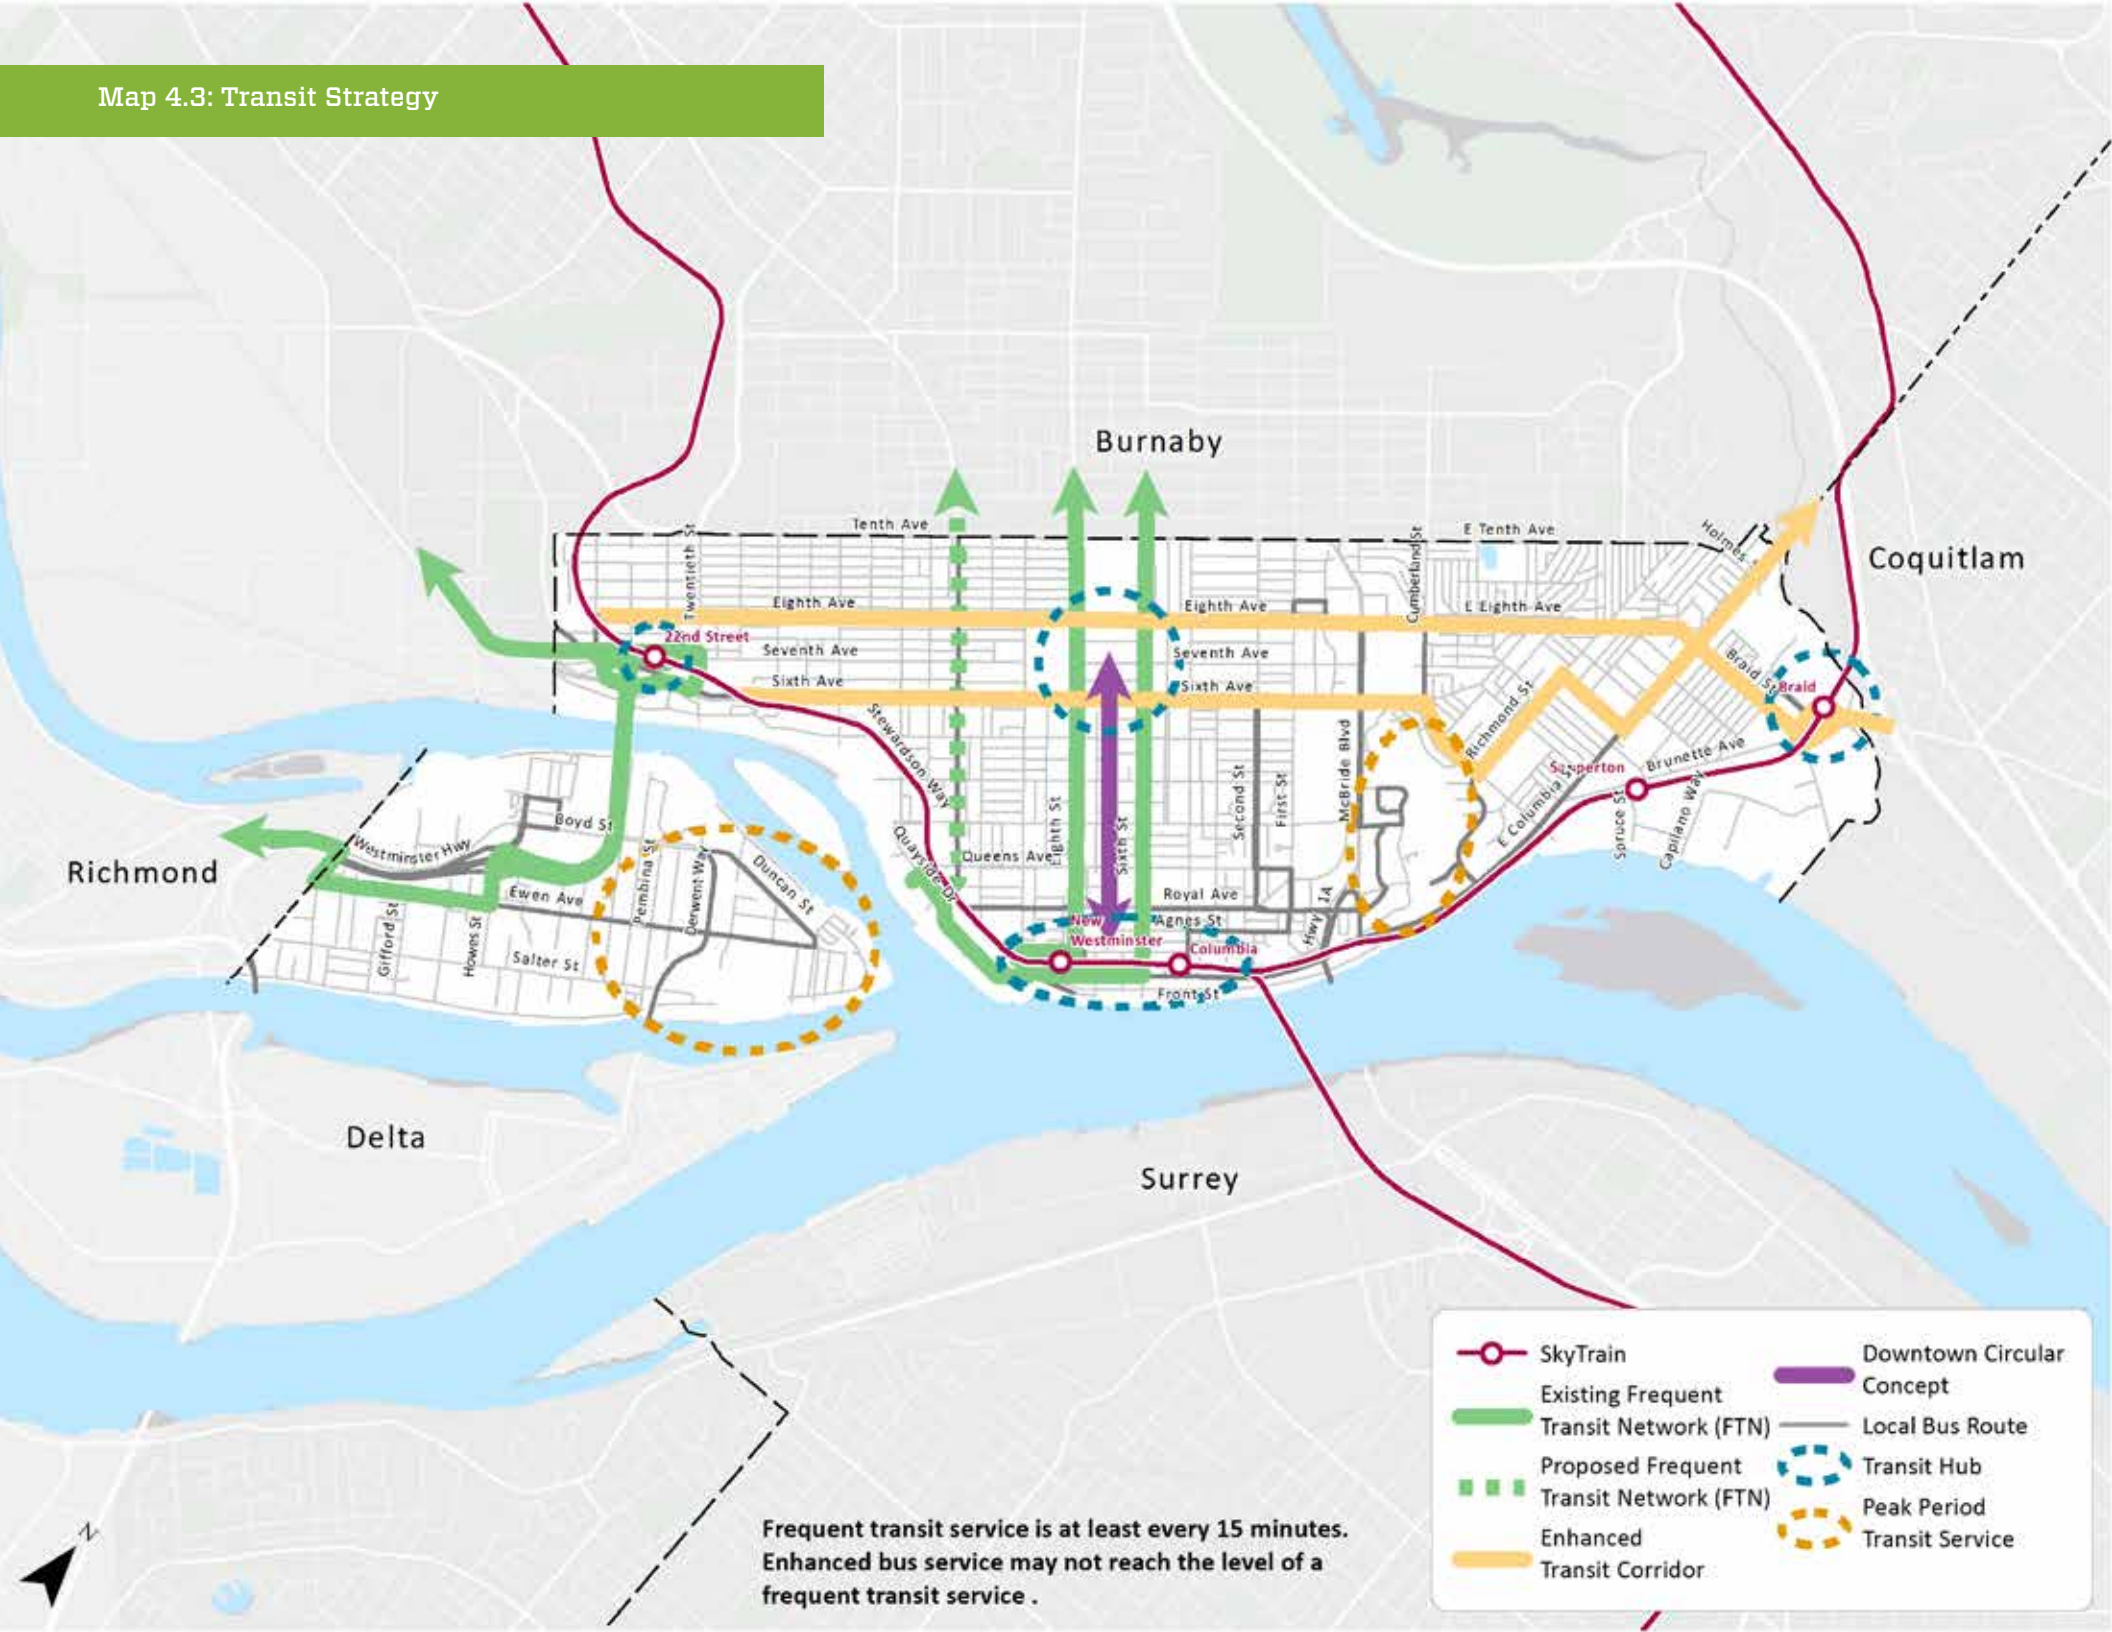 Map 4.3: Transit Strategy
Burnaby
Tenth Ave
E Tenth Ave
Holmes
Coquitlam
Twentieth St
Cumberland St
Eighth Ave
Eighth Ave
E Eighth Ave
22nd Street
Seventh Ave
Seventh Ave
Sixth Ave
Sixth Ave
Braid St
Braid
Richmond St
Stewardson Way
McBride Blvd
Sapperton
Brunette Ave
Second St
First St
Eighth St
Sixth St
E Columbia St
Spruce St
Capilano Way
Boyd St
Westminster Hwy
Quayside Dr
Queens Ave
Richmond
Pembina St
Derwent Way
Duncan St
Ewen Ave
Royal Ave
Hwy 1A
Gifford St
Howes St
Salter St
New
Westminster
Agnes St
Columbia
Front St
Delta
Surrey
SkyTrain
Existing Frequent
Transit Network (FTN)
Proposed Frequent
Transit Network (FTN)
Enhanced
Transit Corridor
Downtown Circular
Concept
Local Bus Route
Transit Hub
Peak Period
Transit Service
Frequent transit service is at least every 15 minutes.
Enhanced bus service may not reach the level of a
frequent transit service .
N